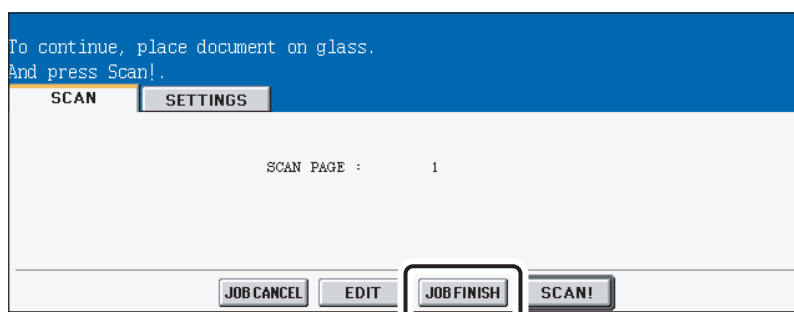 To continue, place document on glass.
And press Scan!.
SCAN SETTINGS
SCAN PAGE : 1
JOB CANCEL EDIT JOB FINISH SCAN!